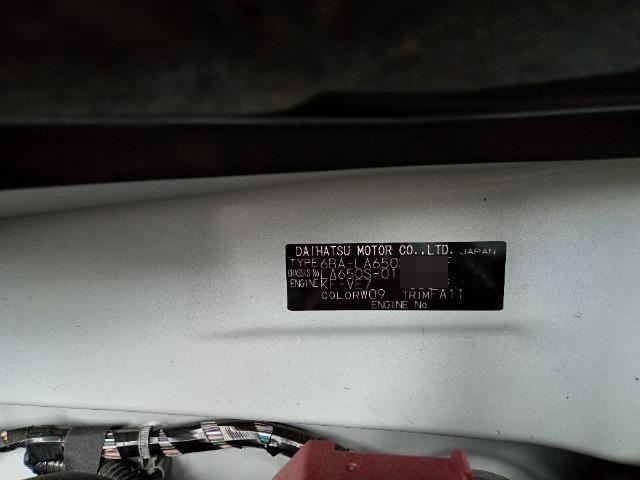 DAIHATSU MOTOR CO.,LTD. JAPAN
TYPE 6BA-LA650
CHASSIS No LA650S-01
ENGINE KF-VE7
COLOR W09 TRIM FA11
ENGINE No